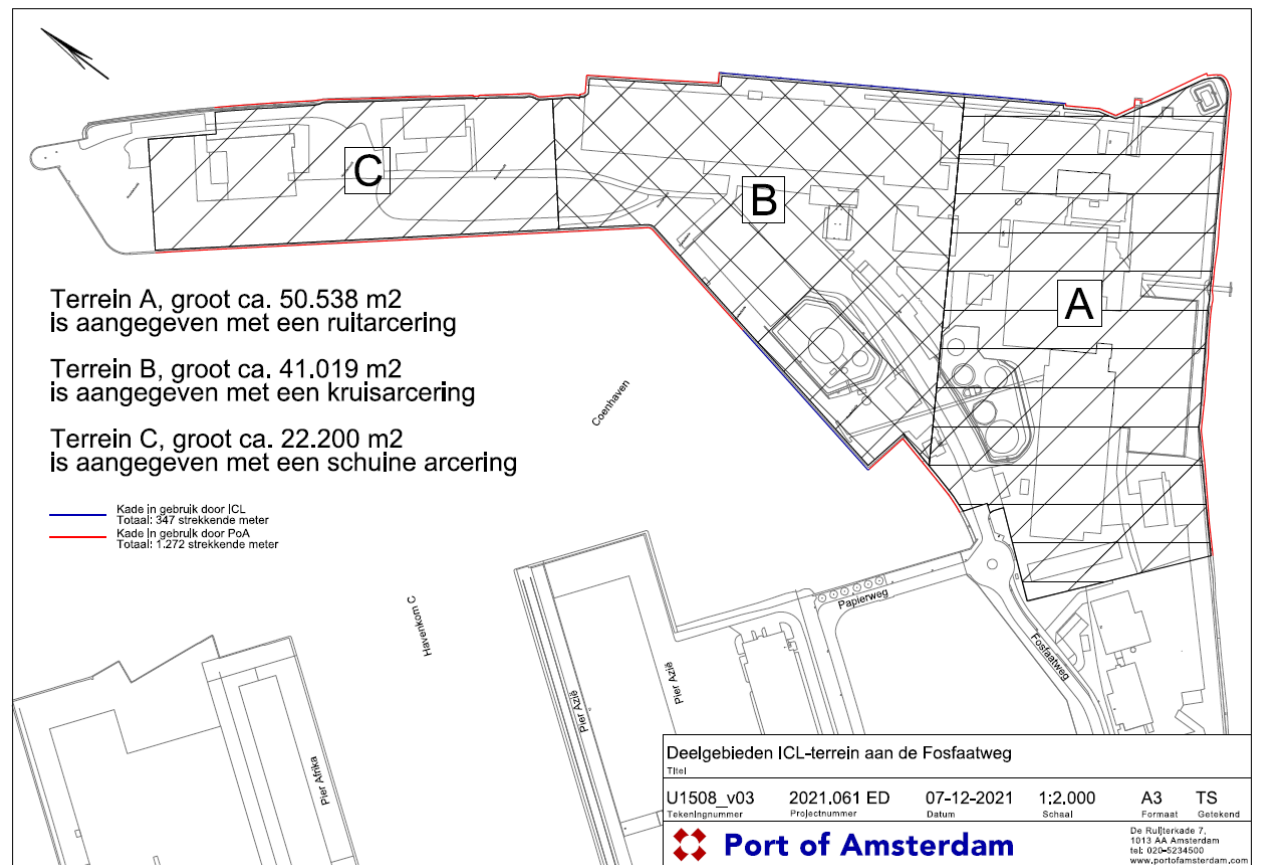 C
B
A
Terrein A, groot ca. 50.538 m2
is aangegeven met een ruitarcering
Terrein B, groot ca. 41.019 m2
is aangegeven met een kruisarcering
Terrein C, groot ca. 22.200 m2
is aangegeven met een schuine arcering
Kade in gebruik door ICL
Totaal: 347 strekkende meter
Kade in gebruik door PoA
Totaal: 1.272 strekkende meter
Coenhaven
Havenkom C
Papierweg
Fosfaatweg
Pier Azië
Pier Azië
Pier Afrika
Deelgebieden ICL-terrein aan de Fosfaatweg
Titel
U1508_v03 2021.061 ED 07-12-2021 1:2.000 A3 TS
Tekeningnummer Projectnummer Datum Schaal Formaat Getekend
Port of Amsterdam
De Ruijterkade 7,
1013 AA Amsterdam
tel: 020-5234500
www.portofamsterdam.com